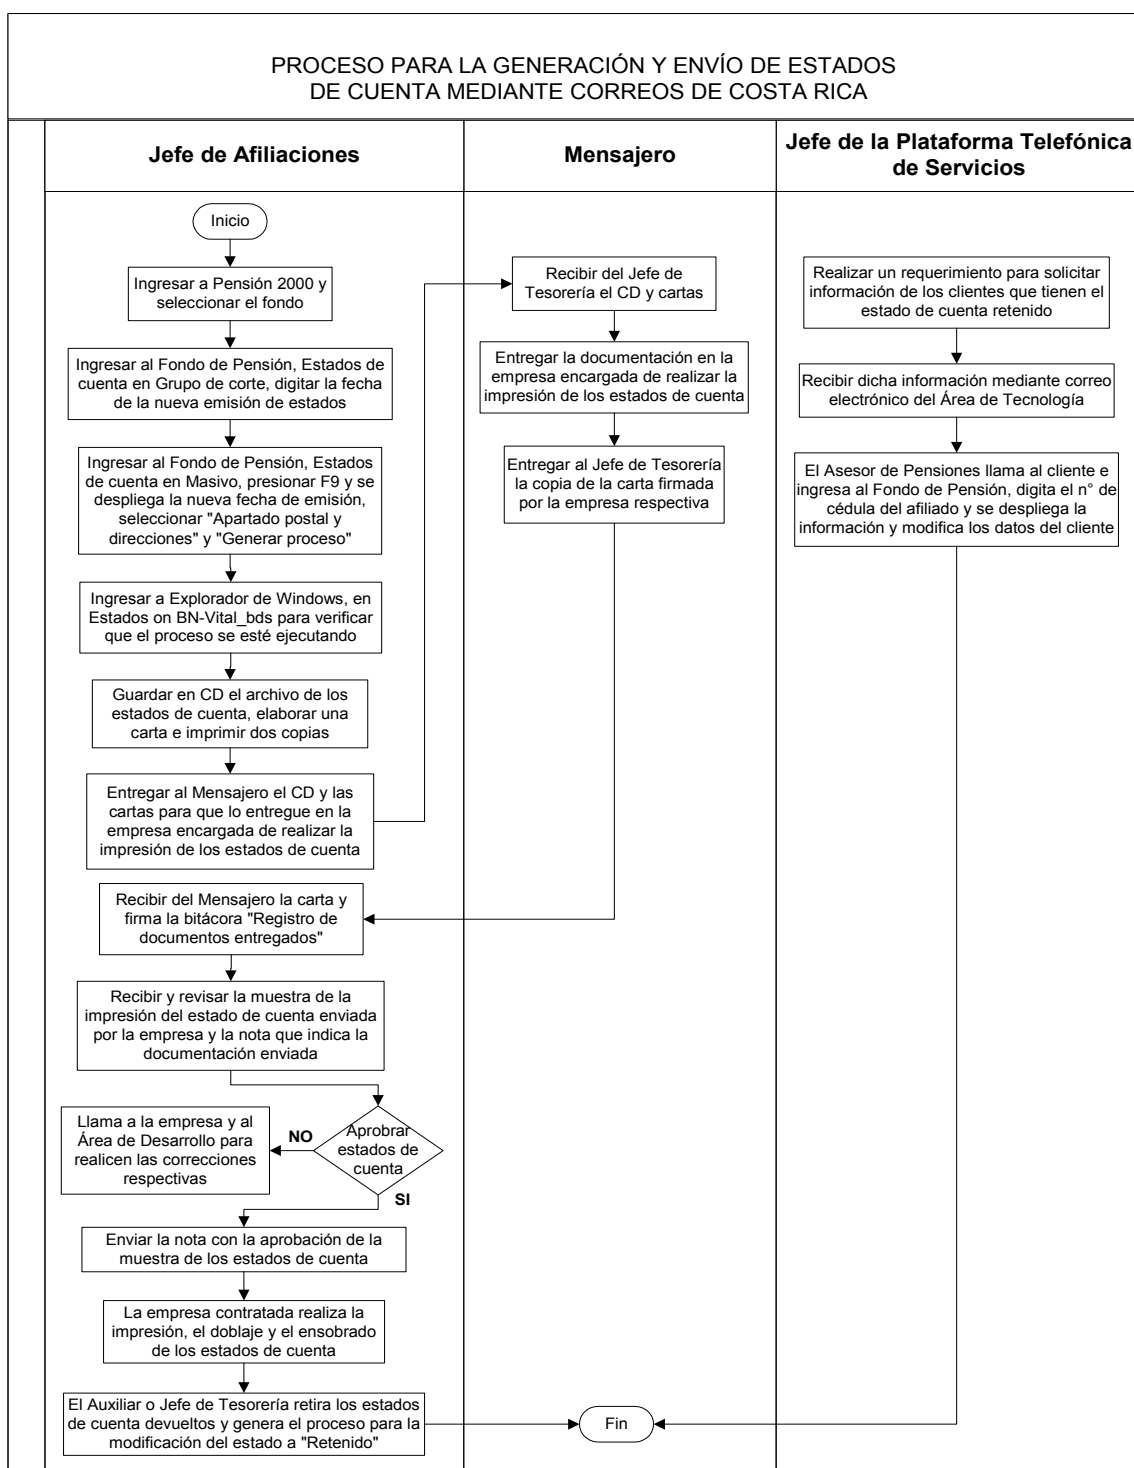 PROCESO PARA LA GENERACIÓN Y ENVÍO DE ESTADOS
DE CUENTA MEDIANTE CORREOS DE COSTA RICA
Jefe de Afiliaciones
Mensajero
Jefe de la Plataforma Telefónica
de Servicios
Inicio
Ingresar a Pensión 2000 y
seleccionar el fondo
Ingresar al Fondo de Pensión, Estados de
cuenta en Grupo de corte, digitar la fecha
de la nueva emisión de estados
Ingresar al Fondo de Pensión, Estados
de cuenta en Masivo, presionar F9 y se
despliega la nueva fecha de emisión,
seleccionar "Apartado postal y
direcciones" y "Generar proceso"
Ingresar a Explorador de Windows, en
Estados on BN-Vital_bds para verificar
que el proceso se esté ejecutando
Guardar en CD el archivo de los
estados de cuenta, elaborar una
carta e imprimir dos copias
Entregar al Mensajero el CD y las
cartas para que lo entregue en la
empresa encargada de realizar la
impresión de los estados de cuenta
Recibir del Mensajero la carta y
firma la bitácora "Registro de
documentos entregados"
Recibir y revisar la muestra de la
impresión del estado de cuenta enviada
por la empresa y la nota que indica la
documentación enviada
Aprobrar
estados de
cuenta
NO
Llama a la empresa y al
Área de Desarrollo para
realicen las correcciones
respectivas
SI
Enviar la nota con la aprobación de la
muestra de los estados de cuenta
La empresa contratada realiza la
impresión, el doblaje y el ensobrado
de los estados de cuenta
El Auxiliar o Jefe de Tesorería retira los estados
de cuenta devueltos y genera el proceso para la
modificación del estado a "Retenido"
Recibir del Jefe de
Tesorería el CD y cartas
Entregar la documentación en la
empresa encargada de realizar la
impresión de los estados de cuenta
Entregar al Jefe de Tesorería
la copia de la carta firmada
por la empresa respectiva
Realizar un requerimiento para solicitar
información de los clientes que tienen el
estado de cuenta retenido
Recibir dicha información mediante correo
electrónico del Área de Tecnología
El Asesor de Pensiones llama al cliente e
ingresa al Fondo de Pensión, digita el n° de
cédula del afiliado y se despliega la
información y modifica los datos del cliente
Fin